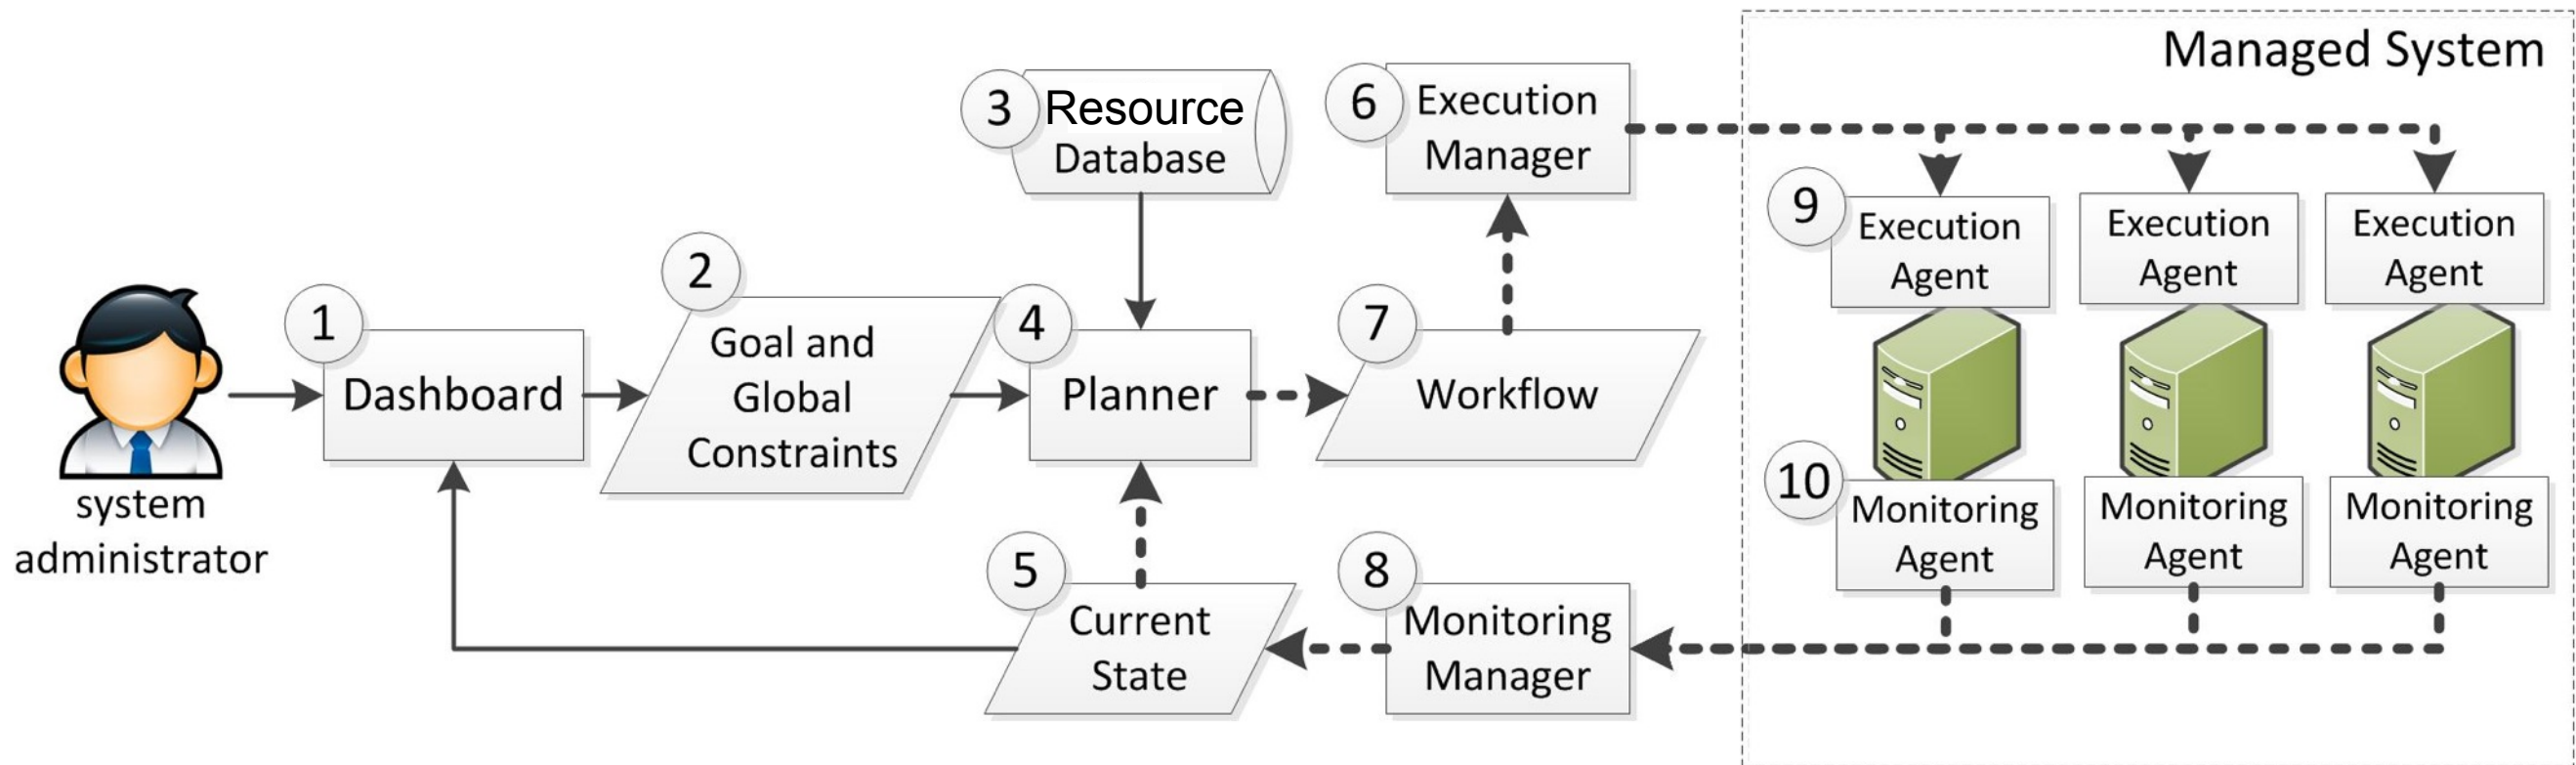 Managed System
3
Resource
Database
6
Execution
Manager
9
Execution
Agent
Execution
Agent
Execution
Agent
1
Dashboard
2
Goal and
Global
Constraints
4
Planner
7
Workflow
system
administrator
5
Current
State
8
Monitoring
Manager
10
Monitoring
Agent
Monitoring
Agent
Monitoring
Agent